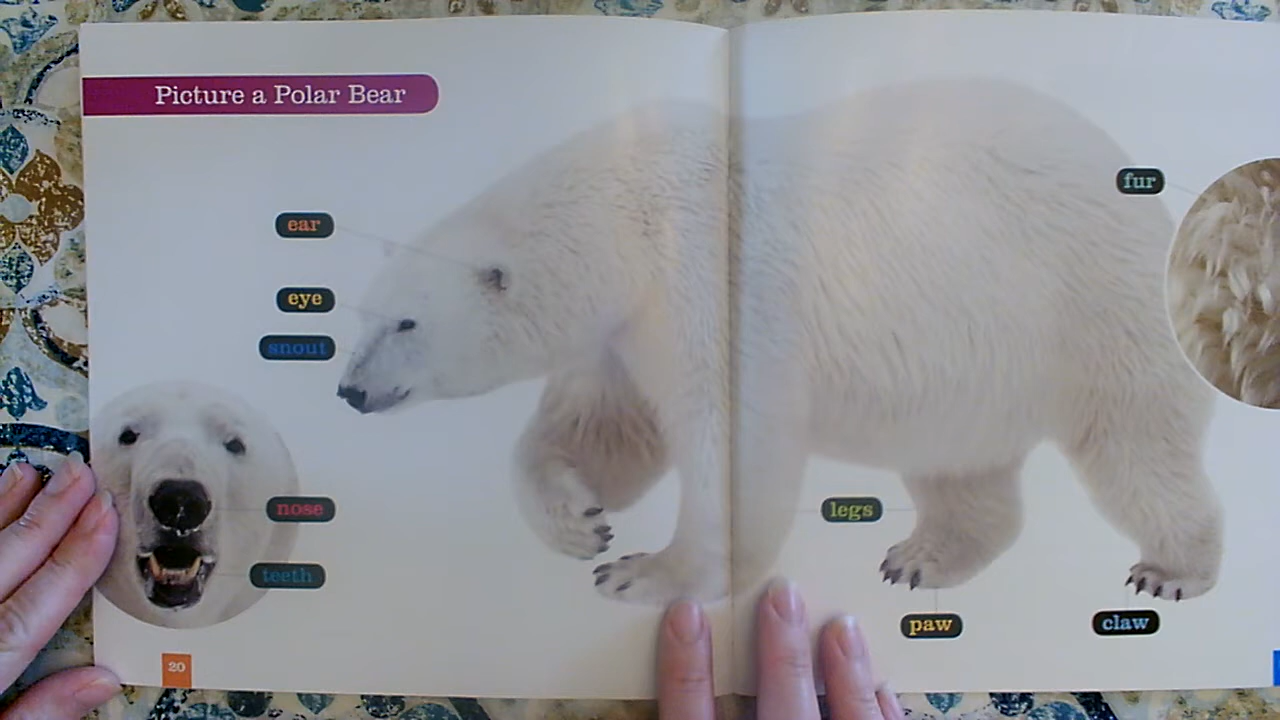 Picture a Polar Bear
ear
eye
snout
nose
teeth
20
fur
legs
paw
claw